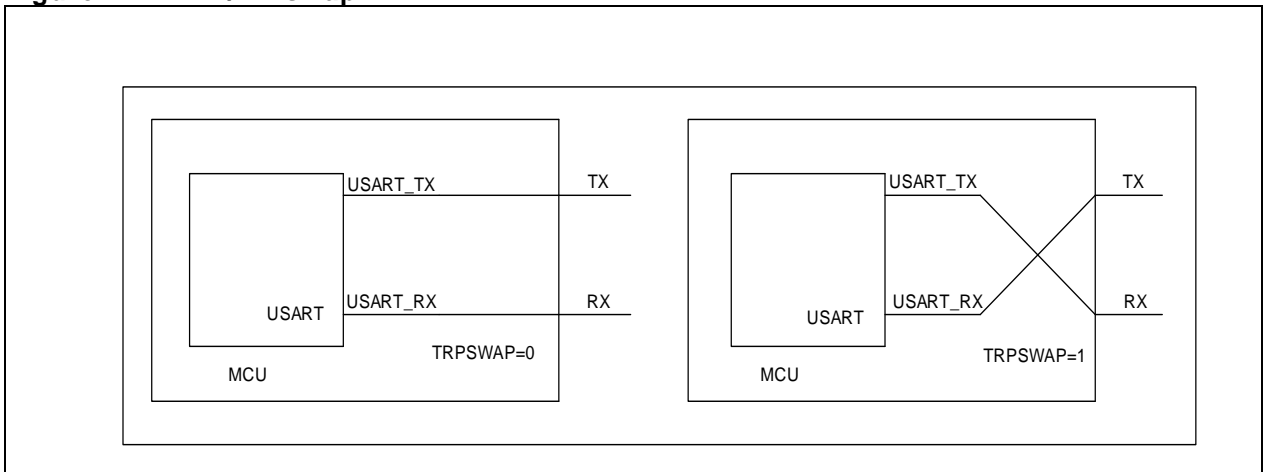 USART_TX
TX
USART_RX
RX
USART
TRPSWAP=0
MCU
USART_TX
TX
USART_RX
RX
USART
TRPSWAP=1
MCU